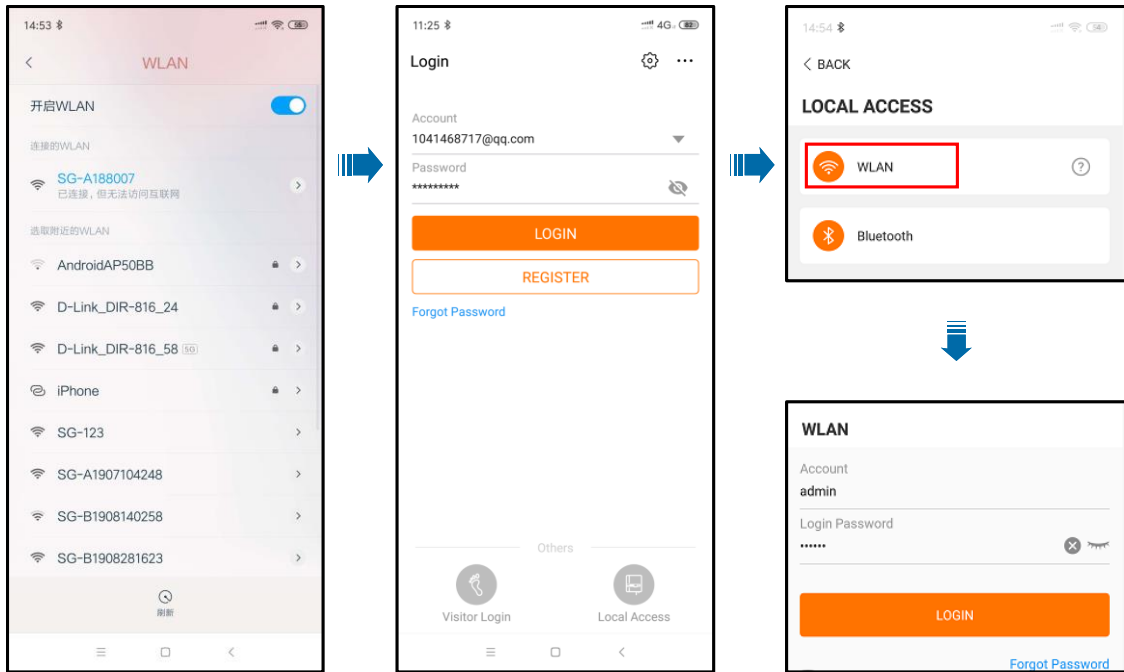 14:53
WLAN
开启WLAN
连接的WLAN
SG-A188007
已连接，但无法访问互联网
选取附近的WLAN
AndroidAP50BB
D-Link_DIR-816_24
D-Link_DIR-816_58 5G
iPhone
SG-123
SG-A1907104248
SG-B1908140258
SG-B1908281623
刷新
11:25
4G
82
Login
Account
1041468717@qq.com
Password
*********
LOGIN
REGISTER
Forgot Password
Others
Visitor Login
Local Access
14:54
BACK
LOCAL ACCESS
WLAN
?
Bluetooth
WLAN
Account
admin
Login Password
••••••
LOGIN
Forgot Password